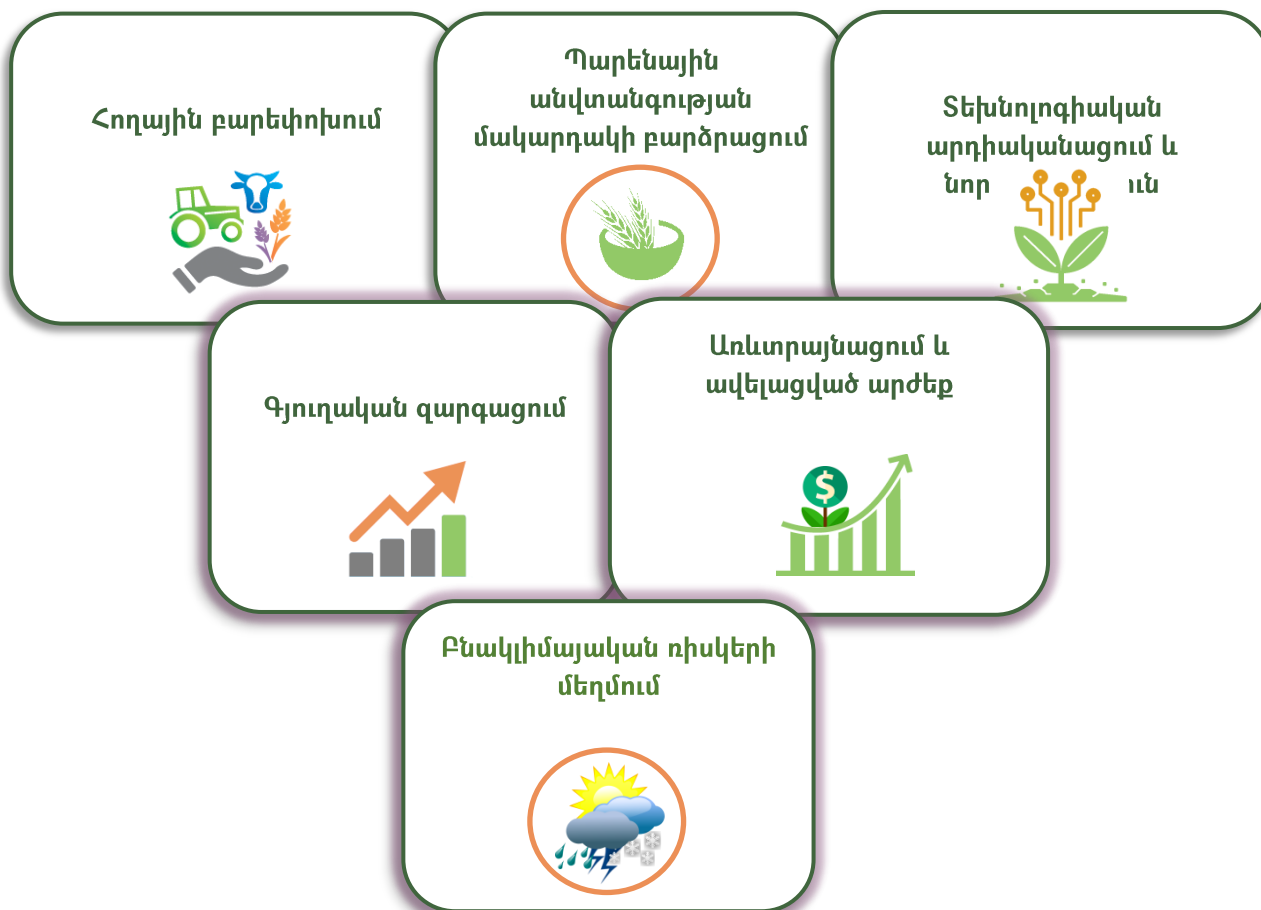 Հողային բարեփոխում
Պարենային
անվտանգության
մակարդակի բարձրացում
Տեխնոլոգիական
արդիականացում և
նոր
Գյուղական զարգացում
Առևտրայնացում և
ավելացված արժեք
Բնակլիմայական ռիսկերի
մեղմում
$